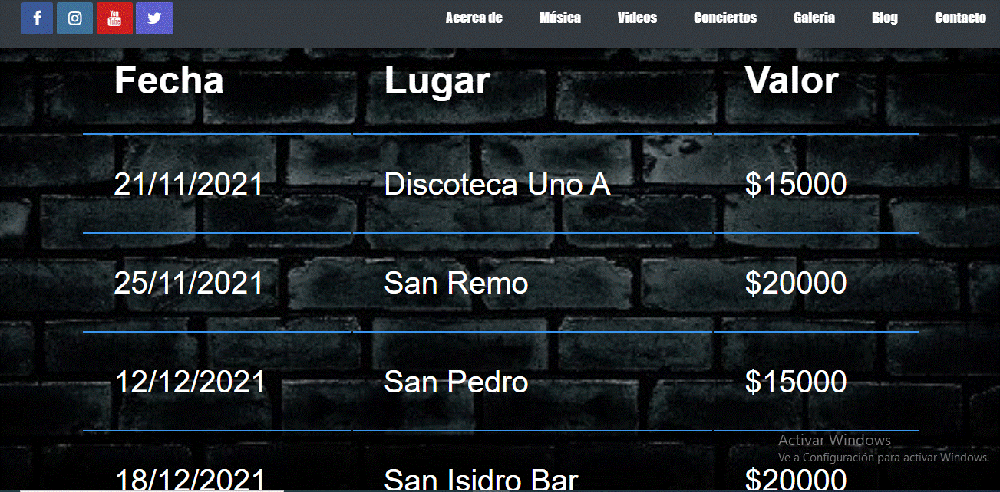 You Tube
Acerca de Música Videos Conciertos Galeria Blog Contacto
Fecha Lugar Valor
21/11/2021 Discoteca Uno A $15000
25/11/2021 San Remo $20000
12/12/2021 San Pedro $15000
Activar Windows
Ve a Configuración para activar Windows.
18/12/2021 San Isidro Bar $20000